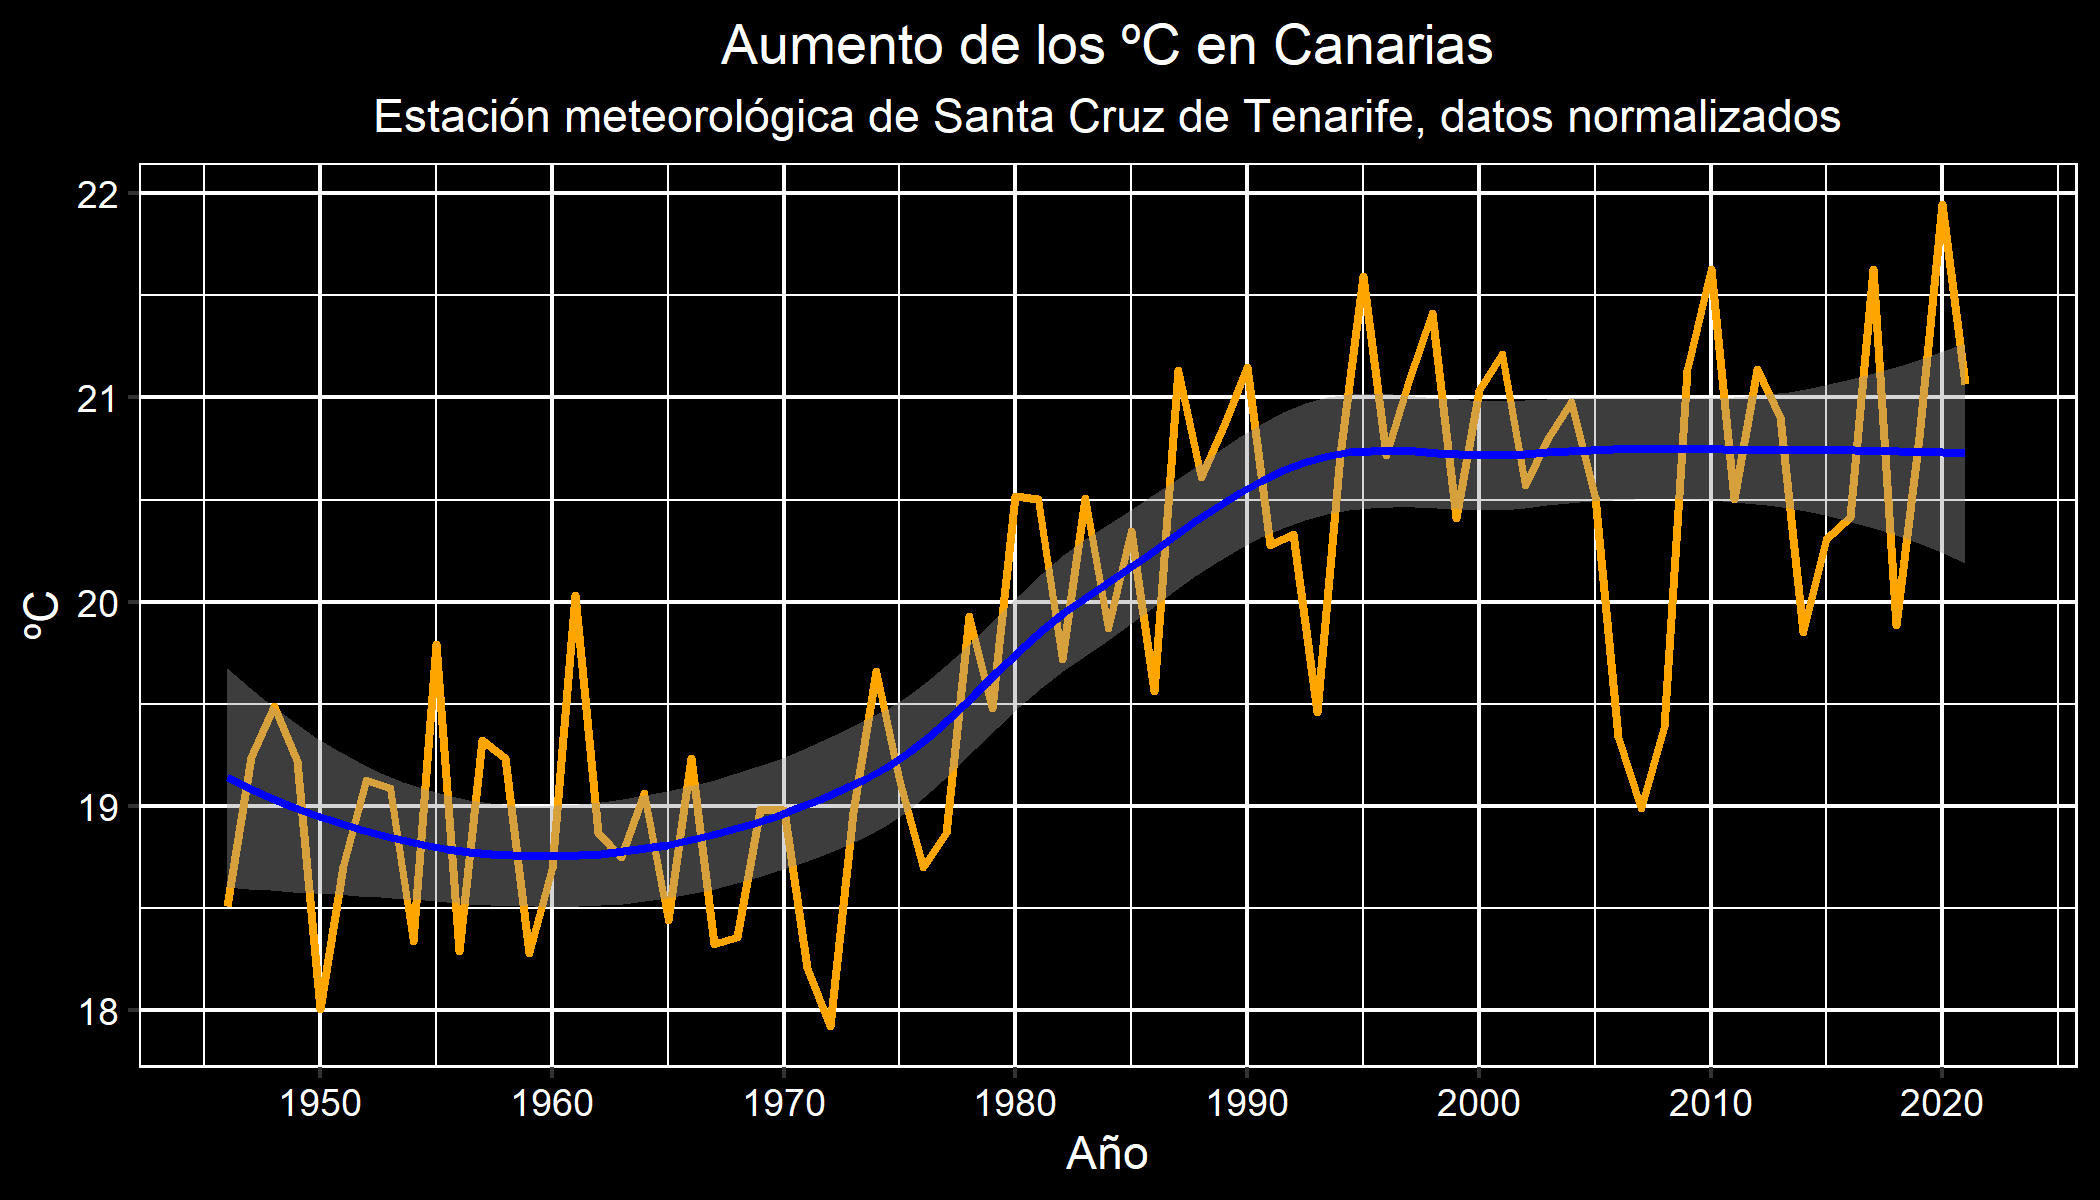 Aumento de los ºC en Canarias
Estación meteorológica de Santa Cruz de Tenarife, datos normalizados
22
21
20
19
18
ºC
1950 1960 1970 1980 1990 2000 2010 2020
Año